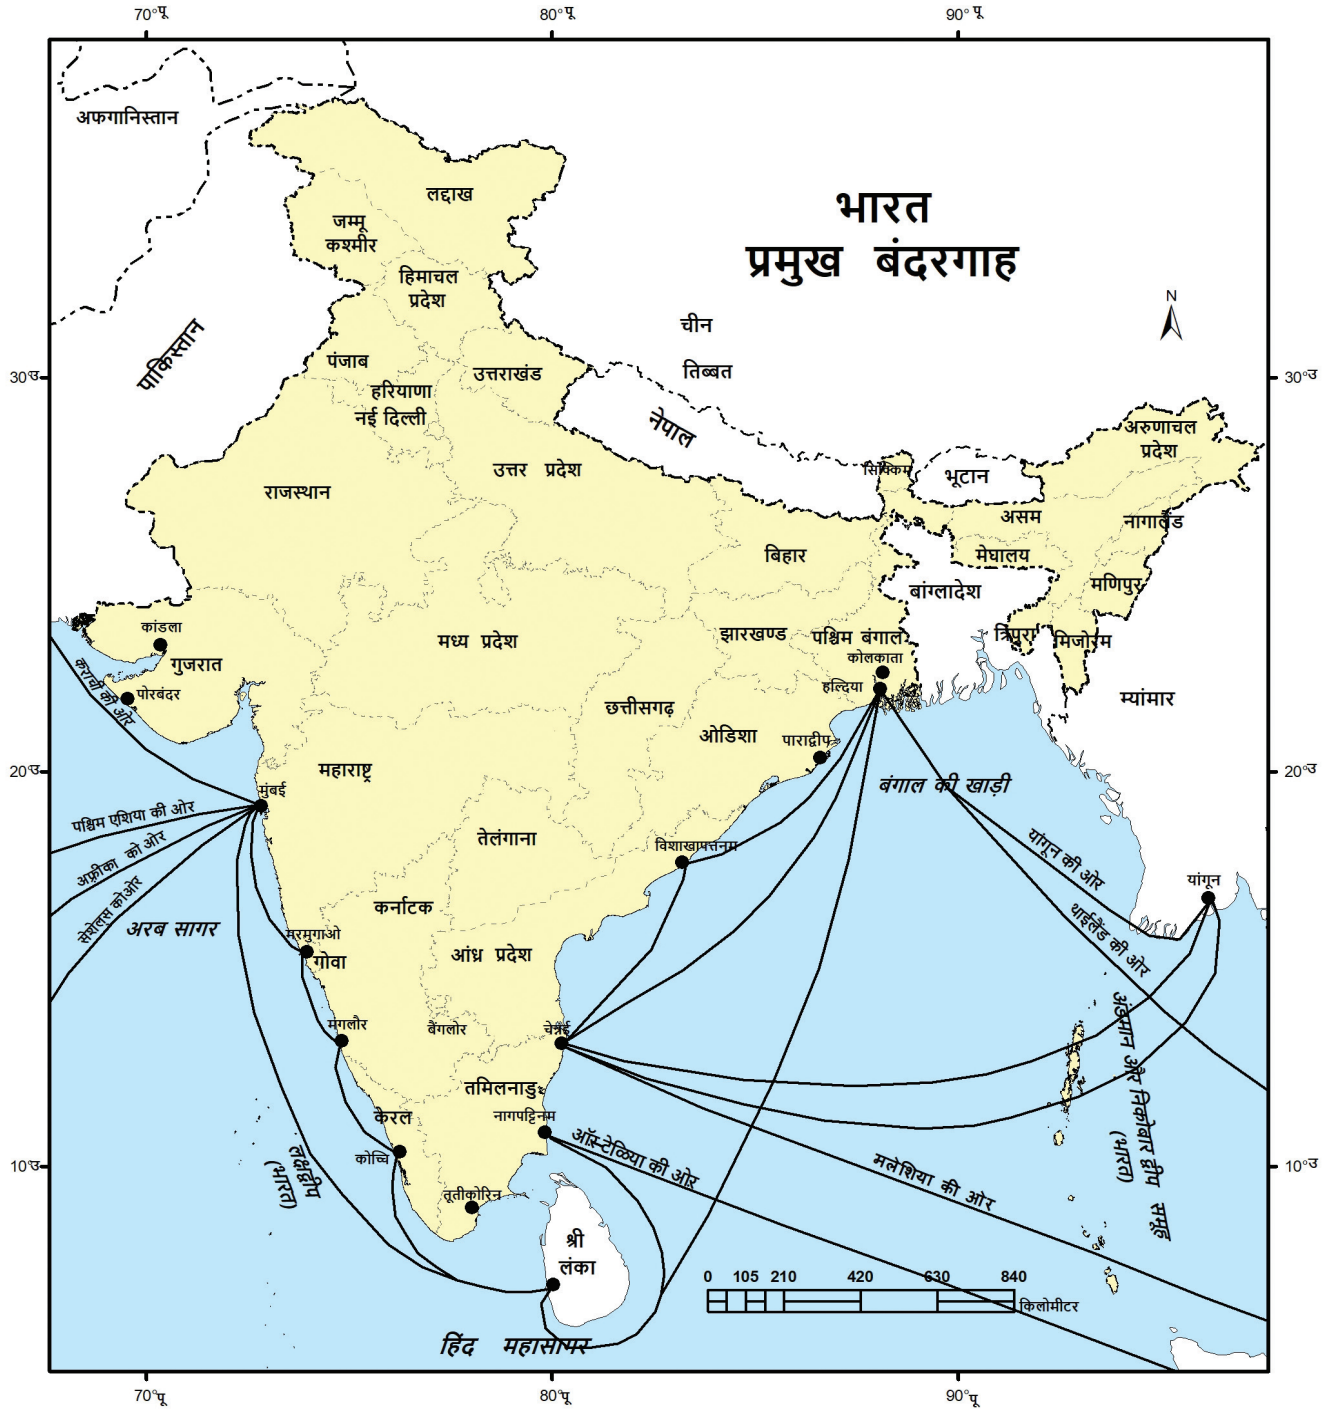 70°पू
80°पू
90°पू
अफगानिस्तान
लद्दाख
जम्मू
कश्मीर
भारत
प्रमुख बंदरगाह
हिमाचल
प्रदेश
N
चीन
तिब्बत
पाकिस्तान
पंजाब
उत्तराखंड
30°उ
30°उ
हरियाणा
नई दिल्ली
नेपाल
अरुणाचल
प्रदेश
उत्तर प्रदेश
सिक्किम
भूटान
राजस्थान
असम
नागालैंड
बिहार
मेघालय
मणिपुर
बांग्लादेश
कांडला
मध्य प्रदेश
झारखण्ड
पश्चिम बंगाल
त्रिपुरा
मिजोरम
गुजरात
कोलकाता
कराची की ओर
पोरबंदर
हल्दिया
म्यांमार
छत्तीसगढ़
ओडिशा
पाराद्वीप
20°उ
20°उ
महाराष्ट्र
मुंबई
बंगाल की खाड़ी
पश्चिम एशिया की ओर
तेलंगाना
विशाखापत्तनम
यांगून की ओर
अफ़्रीका को ओर
सेशेल्स कोओर
यांगून
कर्नाटक
अरब सागर
मरमुगाओ
गोवा
आंध्र प्रदेश
थाईलैंड की ओर
मंगलौर
बैंगलोर
चेन्नई
अंडमान और निकोबार द्वीप समूह
(भारत)
तमिलनाडु
केरल
नागपट्टिनम
कोच्चि
ऑस्टेळिया की ओर
मलेशिया की ओर
10°उ
10°उ
लक्षद्वीप
(भारत)
तूतीकोरिन
श्री
लंका
0 105 210 420 630 840
किलोमीटर
हिंद महासागर
70°पू
80°पू
90°पू